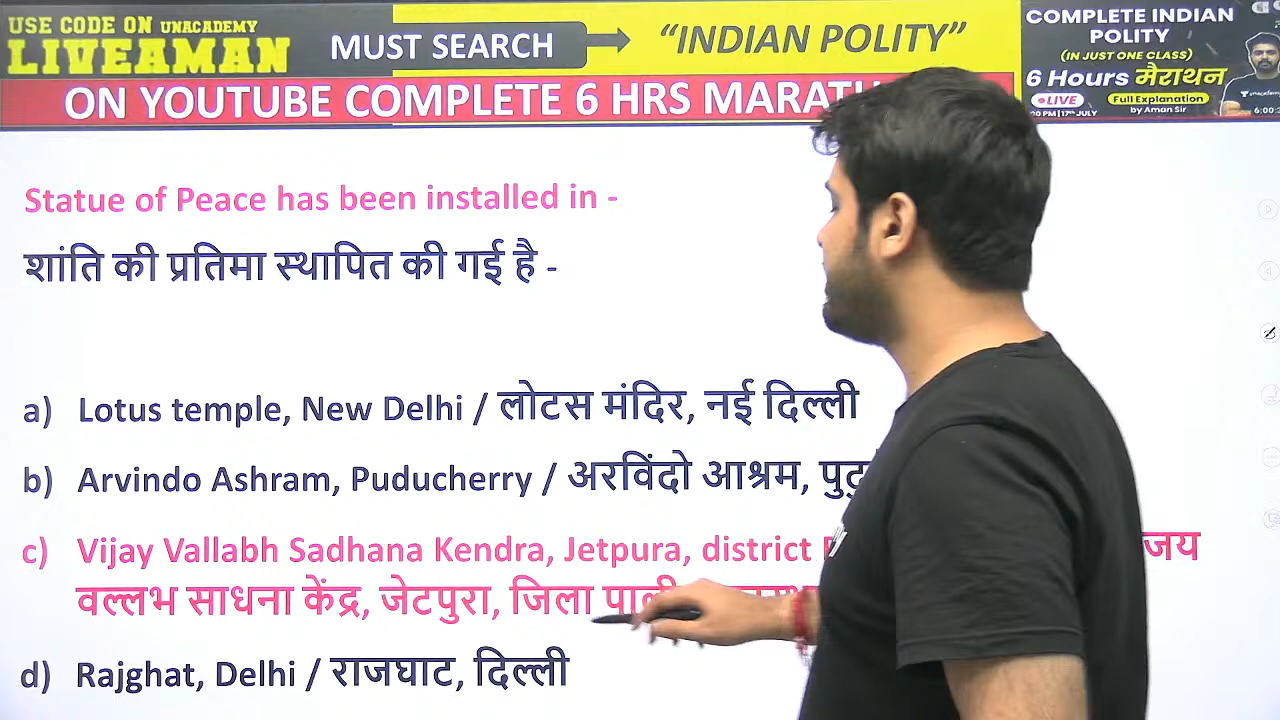 USE CODE ON UNACADEMY
LIVEAMAN
MUST SEARCH
"INDIAN POLITY"
ON YOUTUBE COMPLETE 6 HRS
COMPLETE INDIAN
POLITY
(IN JUST ONE CLASS)
6 Hours मैराथन
LIVE
Full Explanation
by Aman Sir
17th JULY
Statue of Peace has been installed in -
शांति की प्रतिमा स्थापित की गई है -
a) Lotus temple, New Delhi / लोटस मंदिर, नई दिल्ली
b) Arvindo Ashram, Puducherry / अरविंदो आश्रम,
c) Vijay Vallabh Sadhana Kendra, Jetpura, district
वल्लभ साधना केंद्र, जेटपुरा, जिला पाली
d) Rajghat, Delhi / राजघाट, दिल्ली